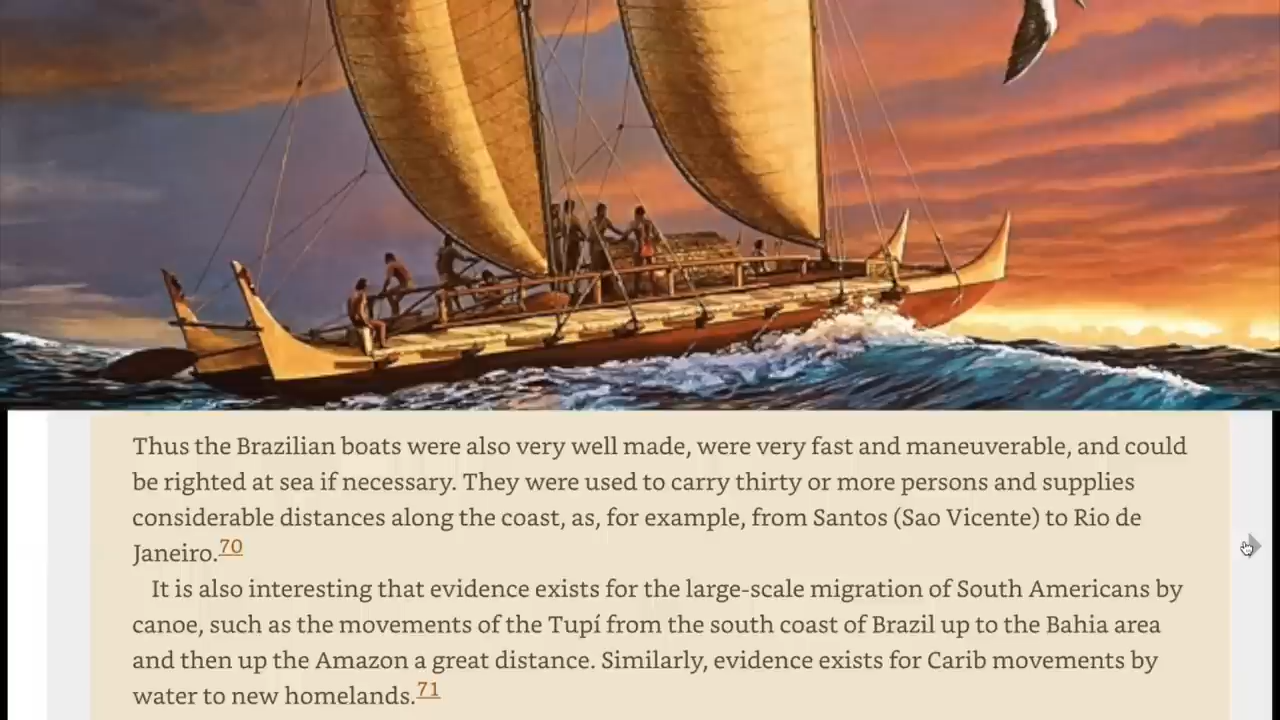 Thus the Brazilian boats were also very well made, were very fast and maneuverable, and could
be righted at sea if necessary. They were used to carry thirty or more persons and supplies
considerable distances along the coast, as, for example, from Santos (Sao Vicente) to Rio de
Janeiro.70
It is also interesting that evidence exists for the large-scale migration of South Americans by
canoe, such as the movements of the Tupí from the south coast of Brazil up to the Bahia area
and then up the Amazon a great distance. Similarly, evidence exists for Carib movements by
water to new homelands.71